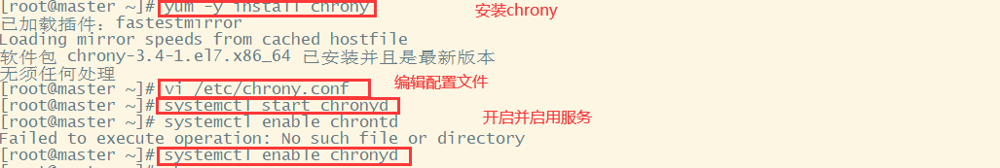 [root@master ~]# yum -y install chrony 安装chrony
已加载插件：fastestmirror
Loading mirror speeds from cached hostfile
软件包 chrony-3.4-1.el7.x86_64 已安装并且是最新版本
无须任何处理
[root@master ~]# vi /etc/chrony.conf 编辑配置文件
[root@master ~]# systemctl start chronyd
[root@master ~]# systemctl enable chrontd 开启并启用服务
Failed to execute operation: No such file or directory
[root@master ~]# systemctl enable chronyd